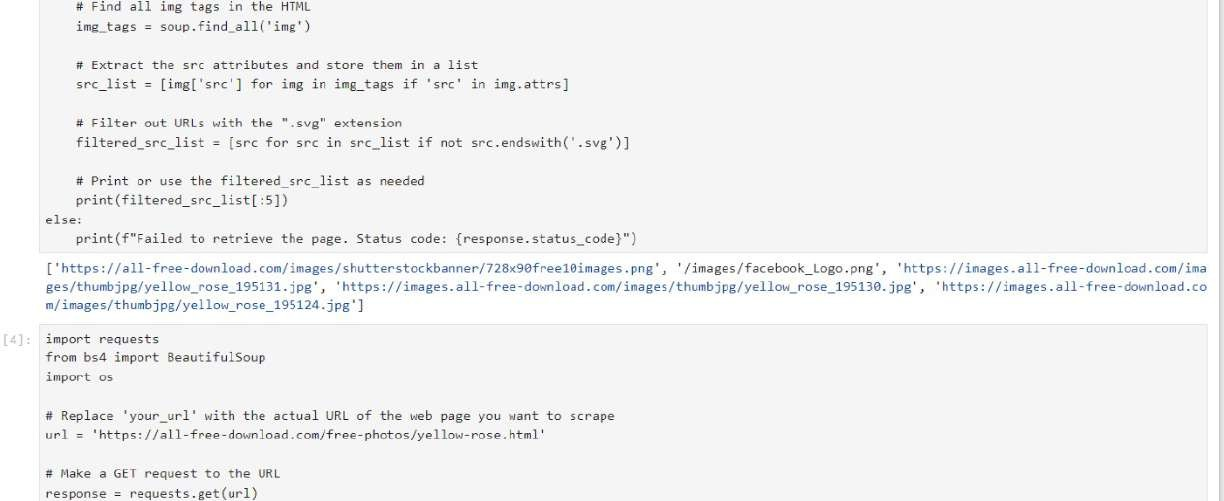 # Find all img tags in the HTML
    img_tags = soup.find_all('img')

    # Extract the src attributes and store them in a list
    src_list = [img['src'] for img in img_tags if 'src' in img.attrs]

    # Filter out URLs with the ".svg" extension
    filtered_src_list = [src for src in src_list if not src.endswith('.svg')]

    # Print or use the filtered_src_list as needed
    print(filtered_src_list[:5])
else:
    print(f"Failed to retrieve the page. Status code: {response.status_code}")
['https://all-free-download.com/images/shutterstockbanner/728x90free10images.png', '/images/facebook_Logo.png', 'https://images.all-free-download.com/ima
ges/thumbjpg/yellow_rose_195131.jpg', 'https://images.all-free-download.com/images/thumbjpg/yellow_rose_195130.jpg', 'https://images.all-free-download.co
m/images/thumbjpg/yellow_rose_195124.jpg']
[4]: import requests
from bs4 import BeautifulSoup
import os

# Replace 'your_url' with the actual URL of the web page you want to scrape
url = 'https://all-free-download.com/free-photos/yellow-rose.html'

# Make a GET request to the URL
response = requests.get(url)